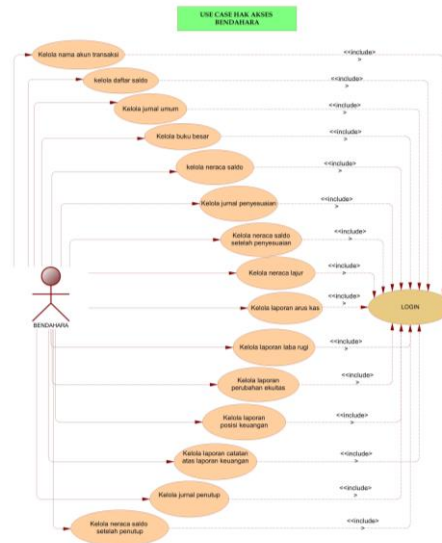 USE CASE HAK AKSES
BENDAHARA
Kelola nama akun transaksi
<<include>
>
kelola daftar saldo
<<include>
>
Kelola jurnal umum
<<include>
>
Kelola buku besar
<<include>
>
kelola neraca saldo
<<include>
>
Kelola jurnal penyesuaian
<<include>
>
Kelola neraca saldo
setelah penyesuaian
<<include>
>
Kelola neraca lajur
<<include>
>
Kelola laporan arus kas
<<include>
>
LOGIN
BENDAHARA
Kelola laporan laba rugi
<<include>
>
Kelola laporan
perubahan ekuitas
<<include>
>
Kelola laporan
posisi keuangan
<<include>
>
Kelola laporan catatan
atas laporan keuangan
<<include>
>
Kelola jurnal penutup
<<include>
>
Kelola neraca saldo
setelah penutup
<<include>
>